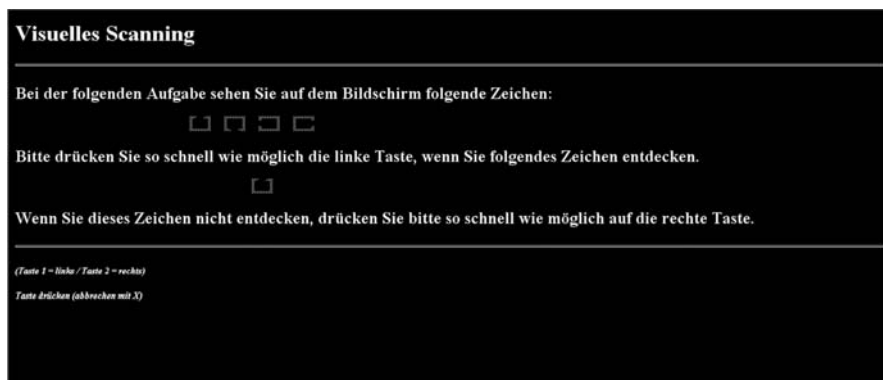 Visuelles Scanning
Bei der folgenden Aufgabe sehen Sie auf dem Bildschirm folgende Zeichen:
Bitte drücken Sie so schnell wie möglich die linke Taste, wenn Sie folgendes Zeichen entdecken.
Wenn Sie dieses Zeichen nicht entdecken, drücken Sie bitte so schnell wie möglich auf die rechte Taste.
(Taste 1 = links / Taste 2 = rechts)
Taste drücken (abbrechen mit X)